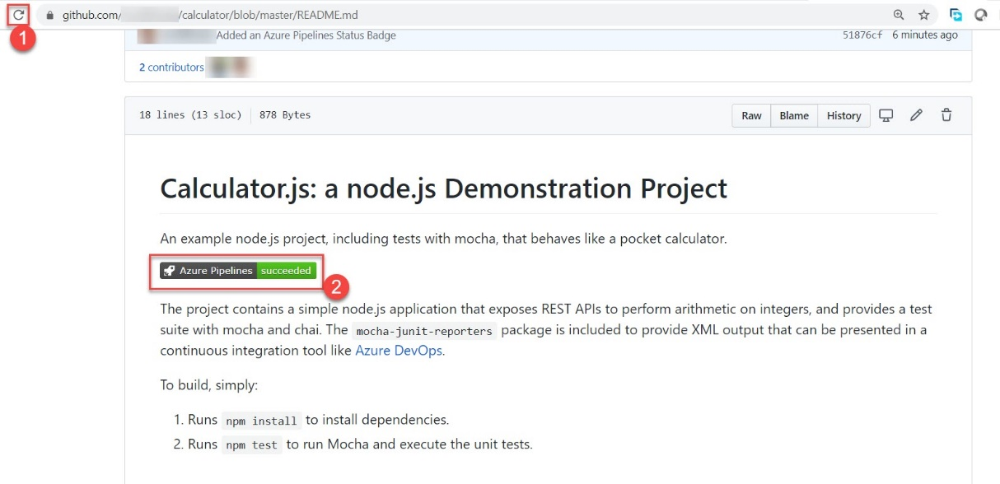 github.com/ /calculator/blob/master/README.md
1
Added an Azure Pipelines Status Badge 51876cf 6 minutes ago
2 contributors
18 lines (13 sloc) 878 Bytes Raw Blame History
Calculator.js: a node.js Demonstration Project
An example node.js project, including tests with mocha, that behaves like a pocket calculator.
Azure Pipelines succeeded
2
The project contains a simple node.js application that exposes REST APIs to perform arithmetic on integers, and provides a test
suite with mocha and chai. The mocha-junit-reporters package is included to provide XML output that can be presented in a
continuous integration tool like Azure DevOps.
To build, simply:
1. Runs npm install to install dependencies.
2. Runs npm test to run Mocha and execute the unit tests.